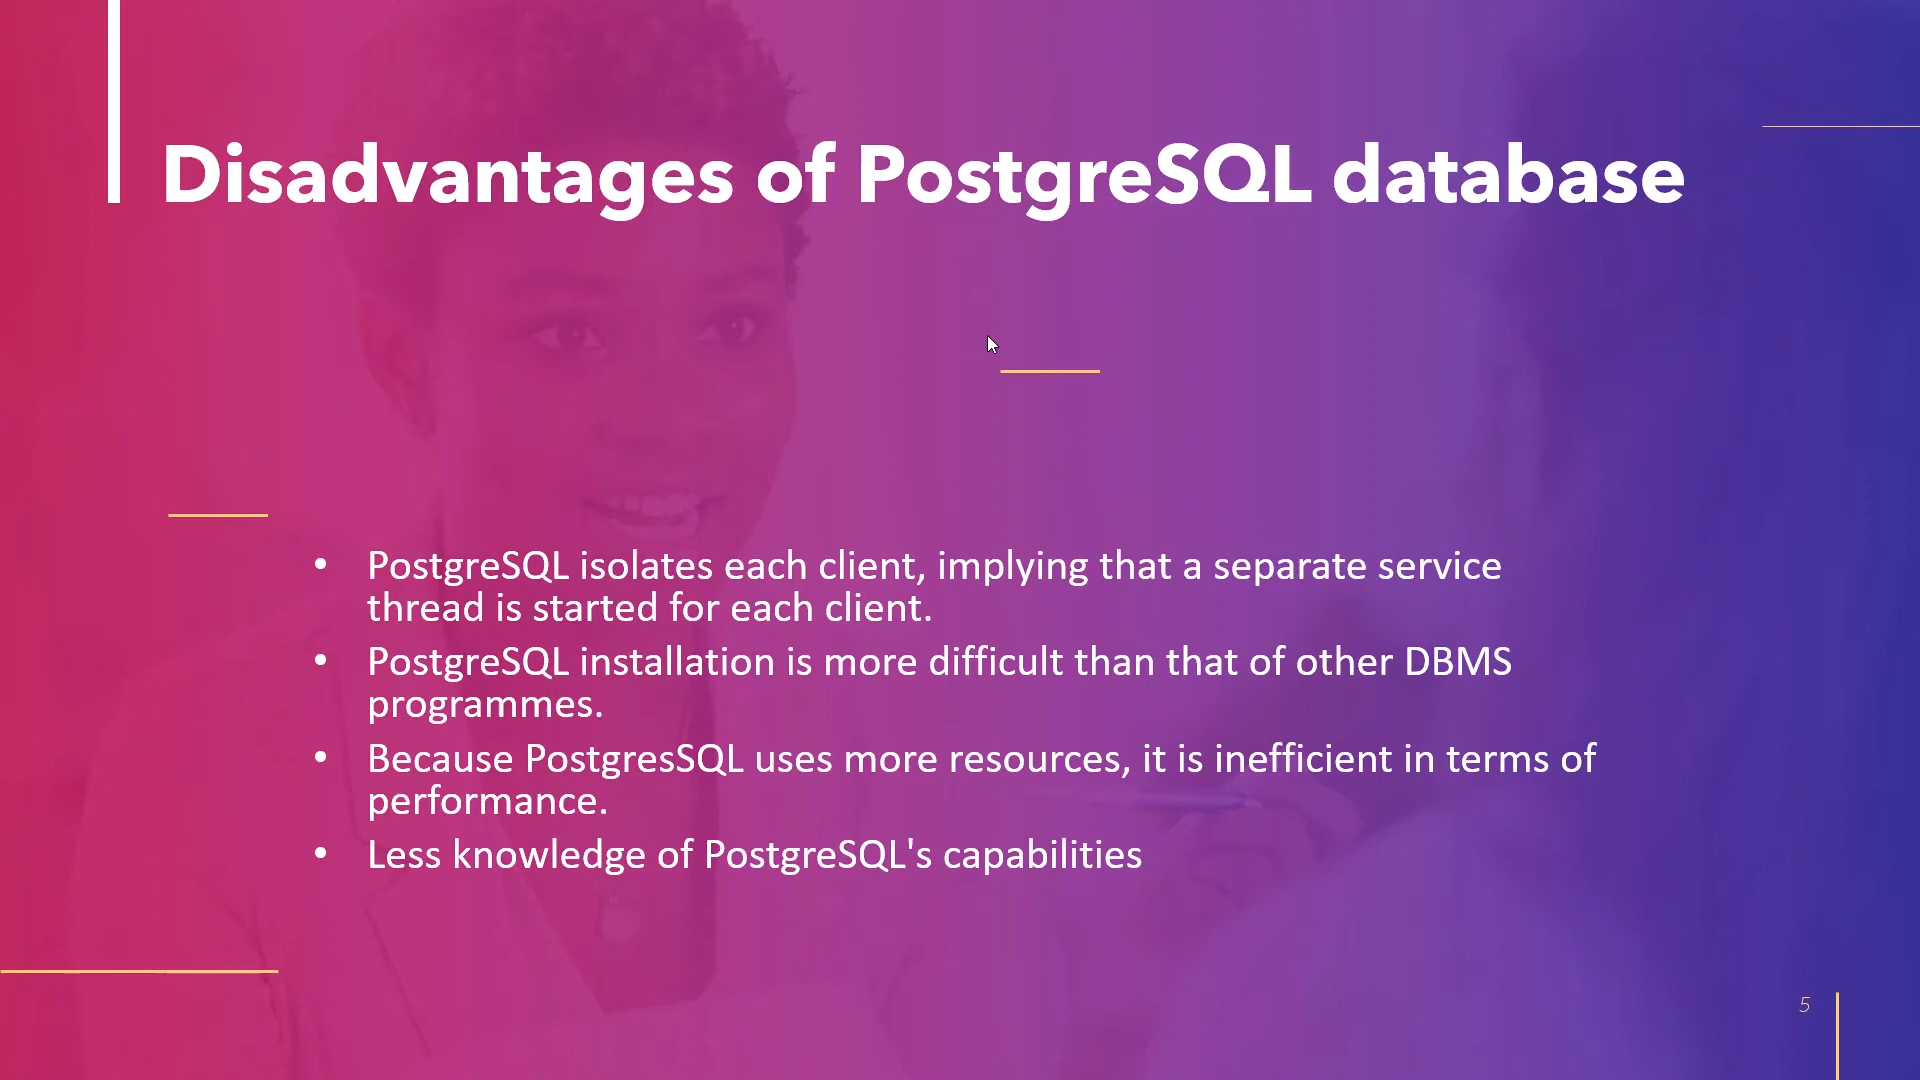 Disadvantages of PostgreSQL database
• PostgreSQL isolates each client, implying that a separate service
thread is started for each client.
• PostgreSQL installation is more difficult than that of other DBMS
programmes.
• Because PostgresSQL uses more resources, it is inefficient in terms of
performance.
• Less knowledge of PostgreSQL's capabilities
5